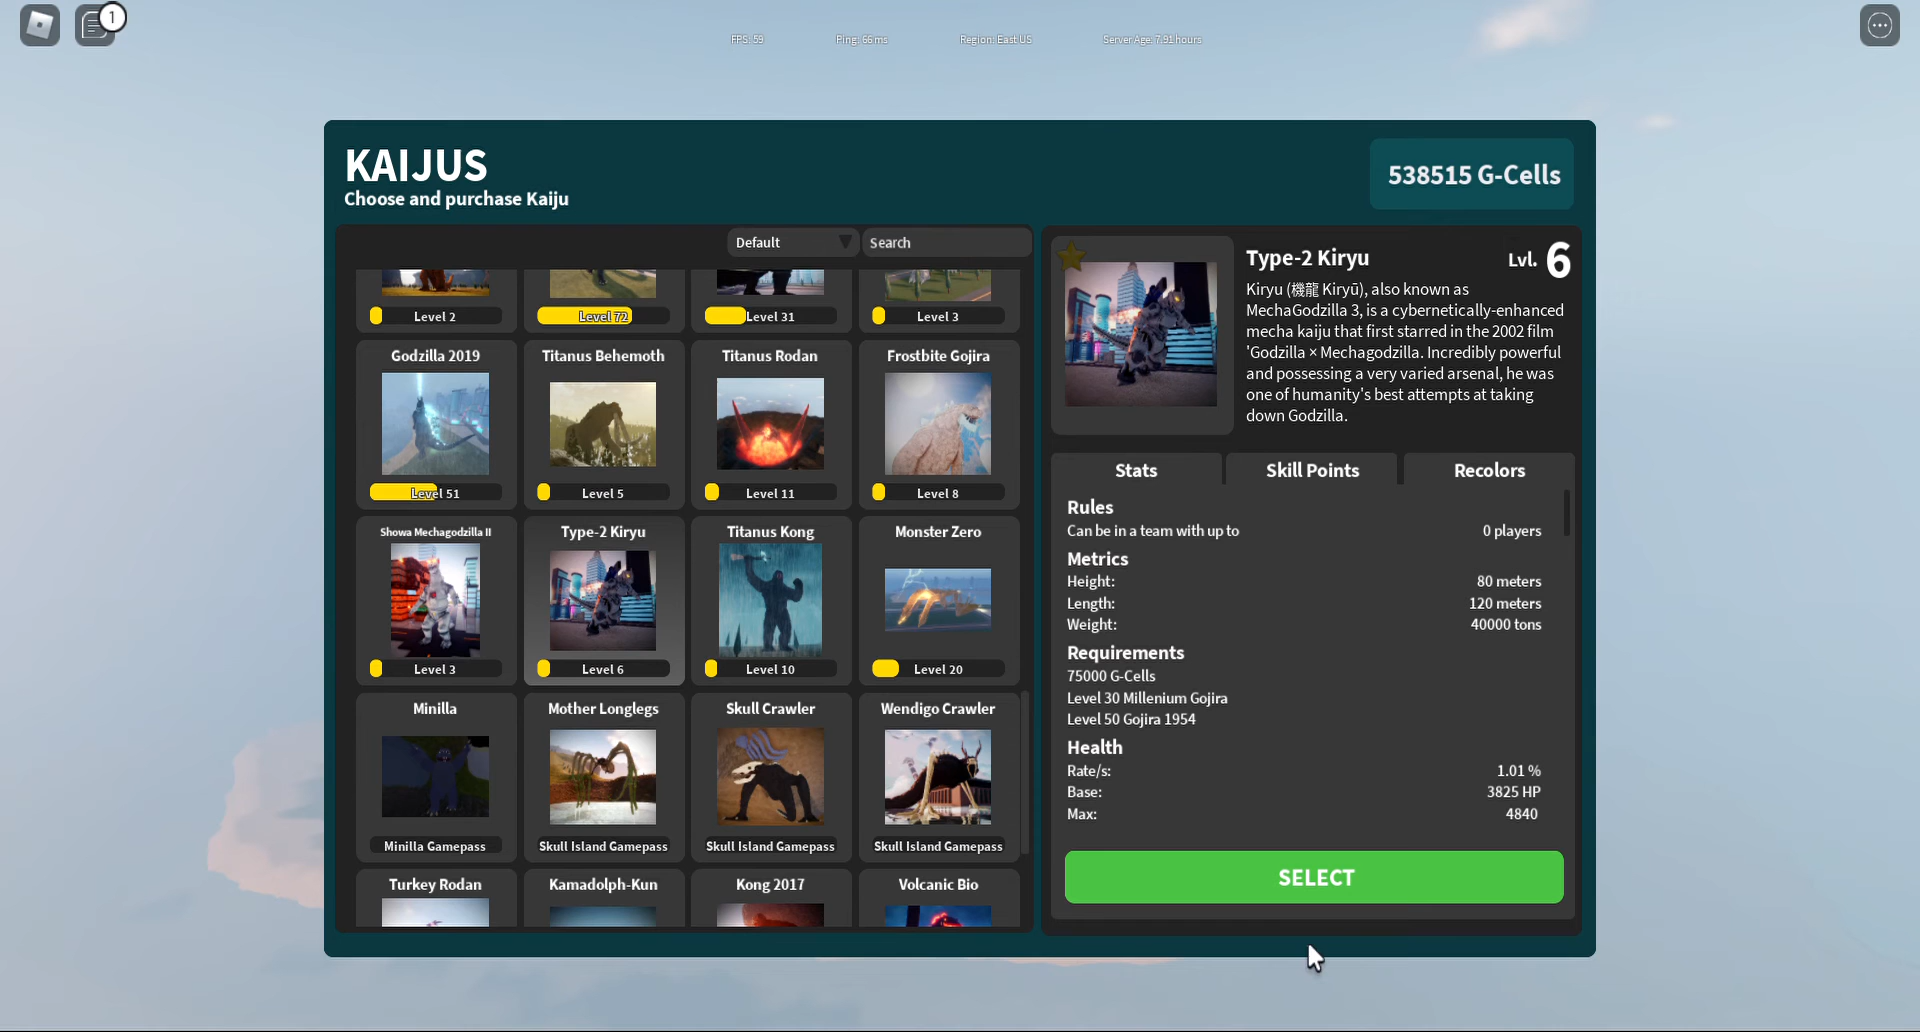 1
FPS: 59
Ping: 66 ms
Region: East US
Server Age: 7.91 hours
KAIJUS
Choose and purchase Kaiju
538515 G-Cells
Default
Search
Level 2
Level 72
Level 31
Level 3
Godzilla 2019
Titanus Behemoth
Titanus Rodan
Frostbite Gojira
Level 51
Level 5
Level 11
Level 8
Showa Mechagodzilla II
Type-2 Kiryu
Titanus Kong
Monster Zero
Level 3
Level 6
Level 10
Level 20
Minilla
Mother Longlegs
Skull Crawler
Wendigo Crawler
Minilla Gamepass
Skull Island Gamepass
Skull Island Gamepass
Skull Island Gamepass
Turkey Rodan
Kamadolph-Kun
Kong 2017
Volcanic Bio
Type-2 Kiryu
Lvl. 6
Kiryu (機龍 Kiryū), also known as
MechaGodzilla 3, is a cybernetically-enhanced
mecha kaiju that first starred in the 2002 film
'Godzilla × Mechagodzilla. Incredibly powerful
and possessing a very varied arsenal, he was
one of humanity's best attempts at taking
down Godzilla.
Stats
Skill Points
Recolors
Rules
Can be in a team with up to 0 players
Metrics
Height: 80 meters
Length: 120 meters
Weight: 40000 tons
Requirements
75000 G-Cells
Level 30 Millenium Gojira
Level 50 Gojira 1954
Health
Rate/s: 1.01 %
Base: 3825 HP
Max: 4840
SELECT